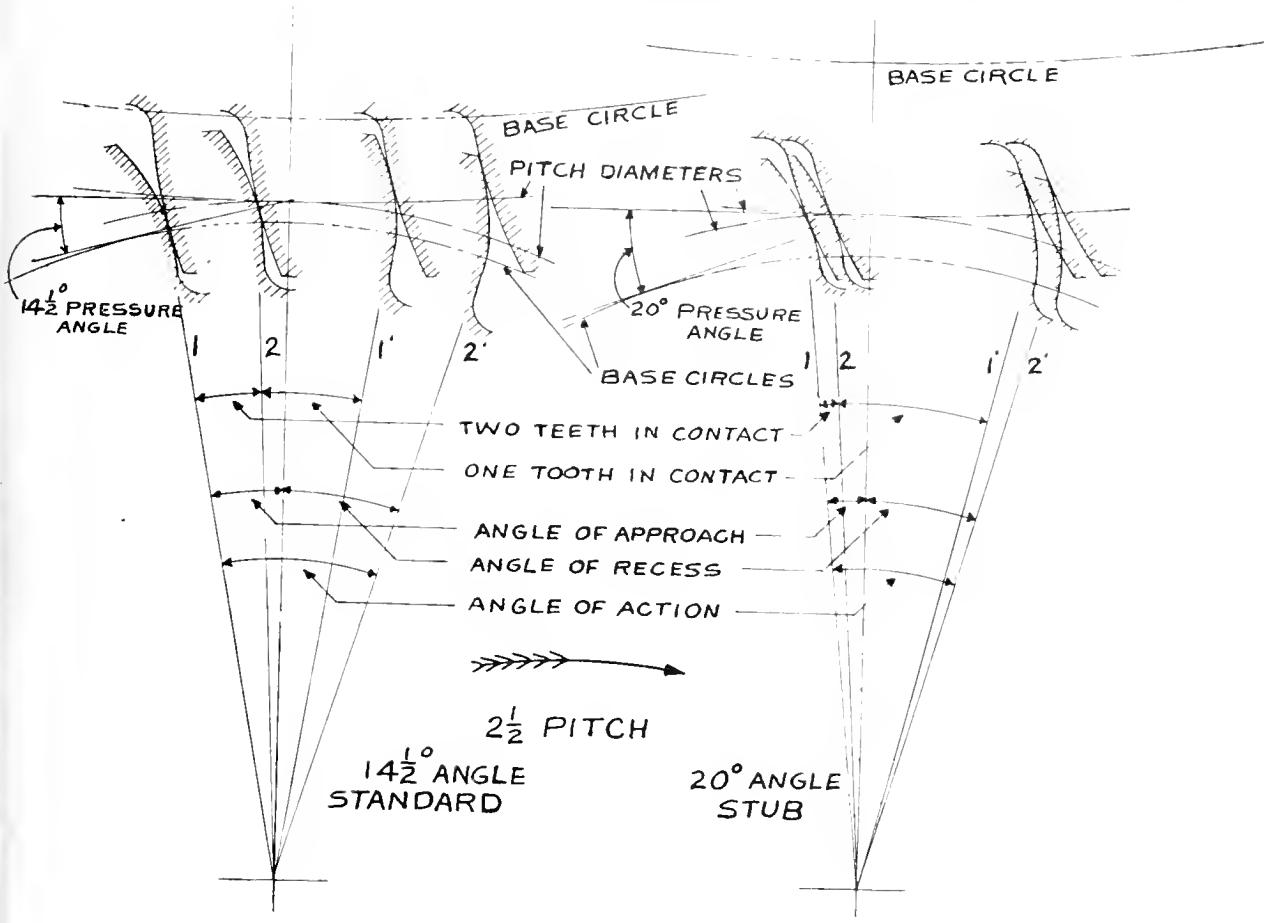 BASE CIRCLE
BASE CIRCLE
PITCH DIAMETERS
14½° PRESSURE
ANGLE
20° PRESSURE
ANGLE
1 2 1' 2'
1 2 1' 2'
BASE CIRCLES
TWO TEETH IN CONTACT
ONE TOOTH IN CONTACT
ANGLE OF APPROACH
ANGLE OF RECESS
ANGLE OF ACTION
2½ PITCH
14½° ANGLE
STANDARD
20° ANGLE
STUB